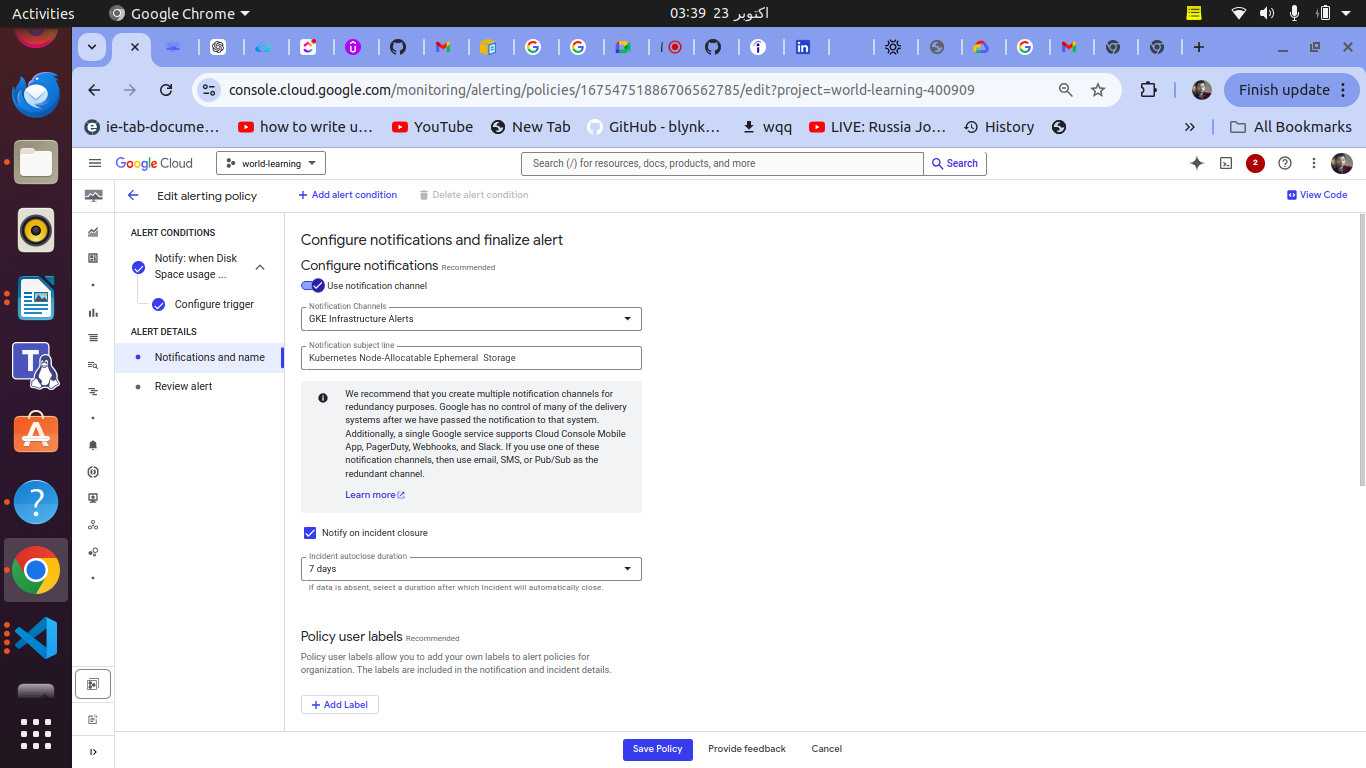 Activities
Google Chrome
03:39 23 اکتوبر
console.cloud.google.com/monitoring/alerting/policies/16754751886706562785/edit?project=world-learning-400909
Finish update
ie-tab-docume...
how to write u...
YouTube
New Tab
GitHub - blynk...
wqq
LIVE: Russia Jo...
History
»
All Bookmarks
Google Cloud
world-learning
Search (/) for resources, docs, products, and more
Search
2
Edit alerting policy
Add alert condition
Delete alert condition
View Code
ALERT CONDITIONS
Notify: when Disk
Space usage ...
Configure trigger
ALERT DETAILS
Notifications and name
Review alert
Configure notifications and finalize alert
Configure notifications Recommended
Use notification channel
Notification Channels
GKE Infrastructure Alerts
Notification subject line
Kubernetes Node-Allocatable Ephemeral  Storage
We recommend that you create multiple notification channels for
redundancy purposes. Google has no control of many of the delivery
systems after we have passed the notification to that system.
Additionally, a single Google service supports Cloud Console Mobile
App, PagerDuty, Webhooks, and Slack. If you use one of these
notification channels, then use email, SMS, or Pub/Sub as the
redundant channel.
Learn more
Notify on incident closure
Incident autoclose duration
7 days
If data is absent, select a duration after which Incident will automatically close.
Policy user labels Recommended
Policy user labels allow you to add your own labels to alert policies for
organization. The labels are included in the notification and incident details.
Add Label
Save Policy
Provide feedback
Cancel